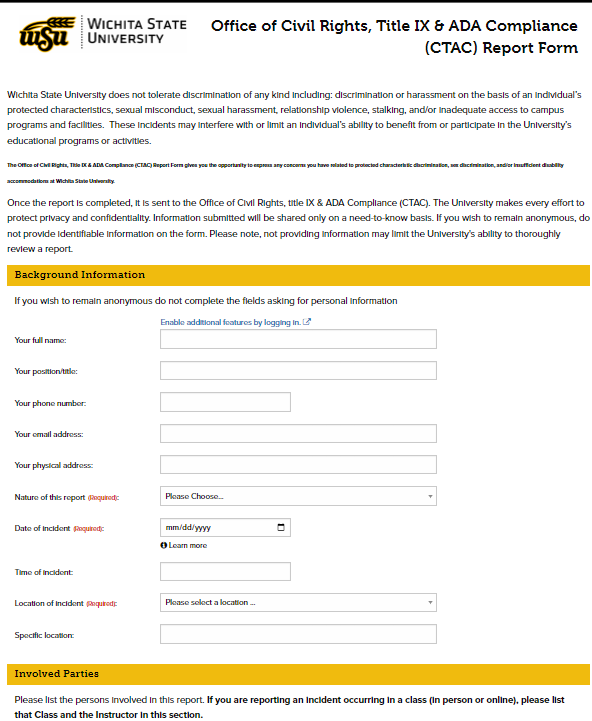 WSU
WICHITA STATE
UNIVERSITY
Office of Civil Rights, Title IX & ADA Compliance
(CTAC) Report Form
Wichita State University does not tolerate discrimination of any kind including: discrimination or harassment on the basis of an individual's
protected characteristics, sexual misconduct, sexual harassment, relationship violence, stalking, and/or inadequate access to campus
programs and facilities. These incidents may interfere with or limit an individual's ability to benefit from or participate in the University's
educational programs or activities.
The Office of Civil Rights, Title IX & ADA Compliance (CTAC) Report Form gives you the opportunity to express any concerns you have related to protected characteristic discrimination, sex discrimination, and/or insufficient disability
accommodations at Wichita State University.
Once the report is completed, it is sent to the Office of Civil Rights, title IX & ADA Compliance (CTAC). The University makes every effort to
protect privacy and confidentiality. Information submitted will be shared only on a need-to-know basis. If you wish to remain anonymous, do
not provide identifiable information on the form. Please note, not providing information may limit the University's ability to thoroughly
review a report.
Background Information
If you wish to remain anonymous do not complete the fields asking for personal information
Enable additional features by logging in.
Your full name:
Your position/title:
Your phone number:
Your email address:
Your physical address:
Nature of this report (Required): Please Choose...
Date of incident (Required): mm/dd/yyyy
Learn more
Time of incident:
Location of incident (Required): Please select a location ...
Specific location:
Involved Parties
Please list the persons involved in this report. If you are reporting an incident occurring in a class (in person or online), please list
that Class and the Instructor in this section.